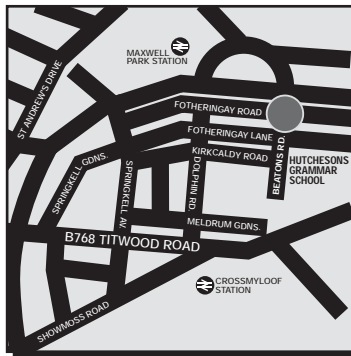 MAXWELL
PARK STATION
ST ANDREW'S DRIVE
FOTHERINGAY ROAD
FOTHERINGAY LANE
KIRKCALDY ROAD
BEATONS RD.
HUTCHESONS
GRAMMAR
SCHOOL
SPRINGKELL GDNS.
SPRINGKELL AV.
DOLPHIN RD.
MELDRUM GDNS.
B768 TITWOOD ROAD
CROSSMYLOOF
STATION
SHOWMOSS ROAD